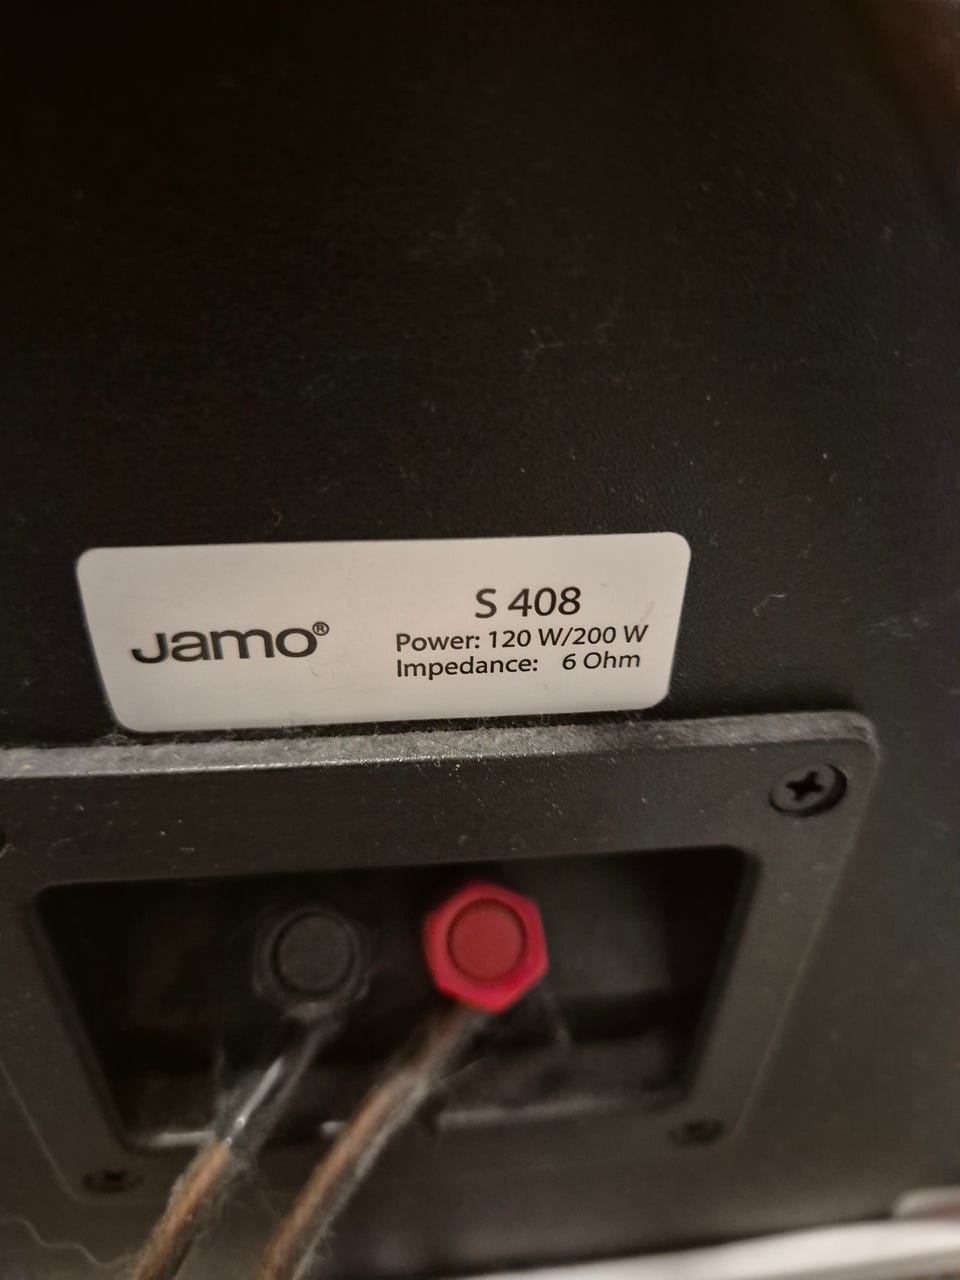 Jamo®
S 408
Power: 120 W/200 W
Impedance: 6 Ohm